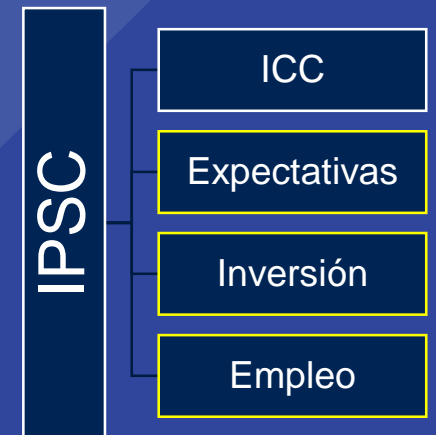 IPSC
ICC
Expectativas
Inversión
Empleo